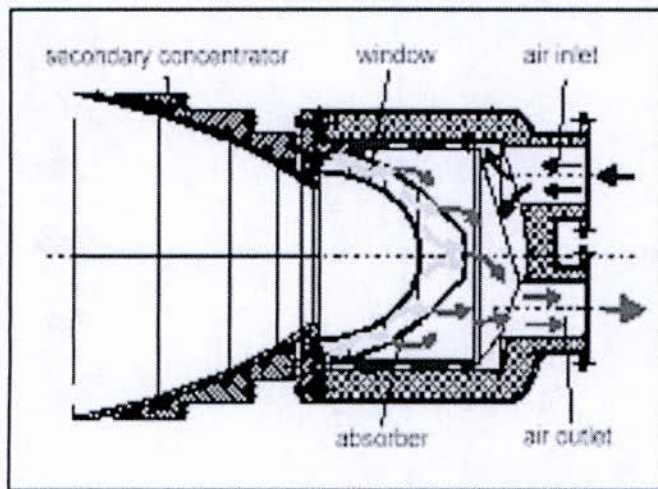 secondary concentrator
window
air inlet
absorber
air outlet